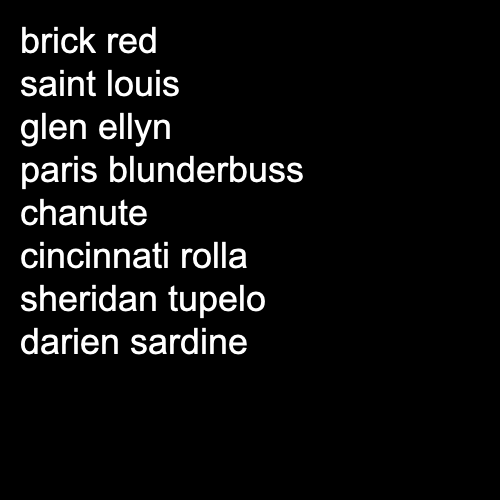 brick red
saint louis
glen ellyn
paris blunderbuss
chanute
cincinnati rolla
sheridan tupelo
darien sardine